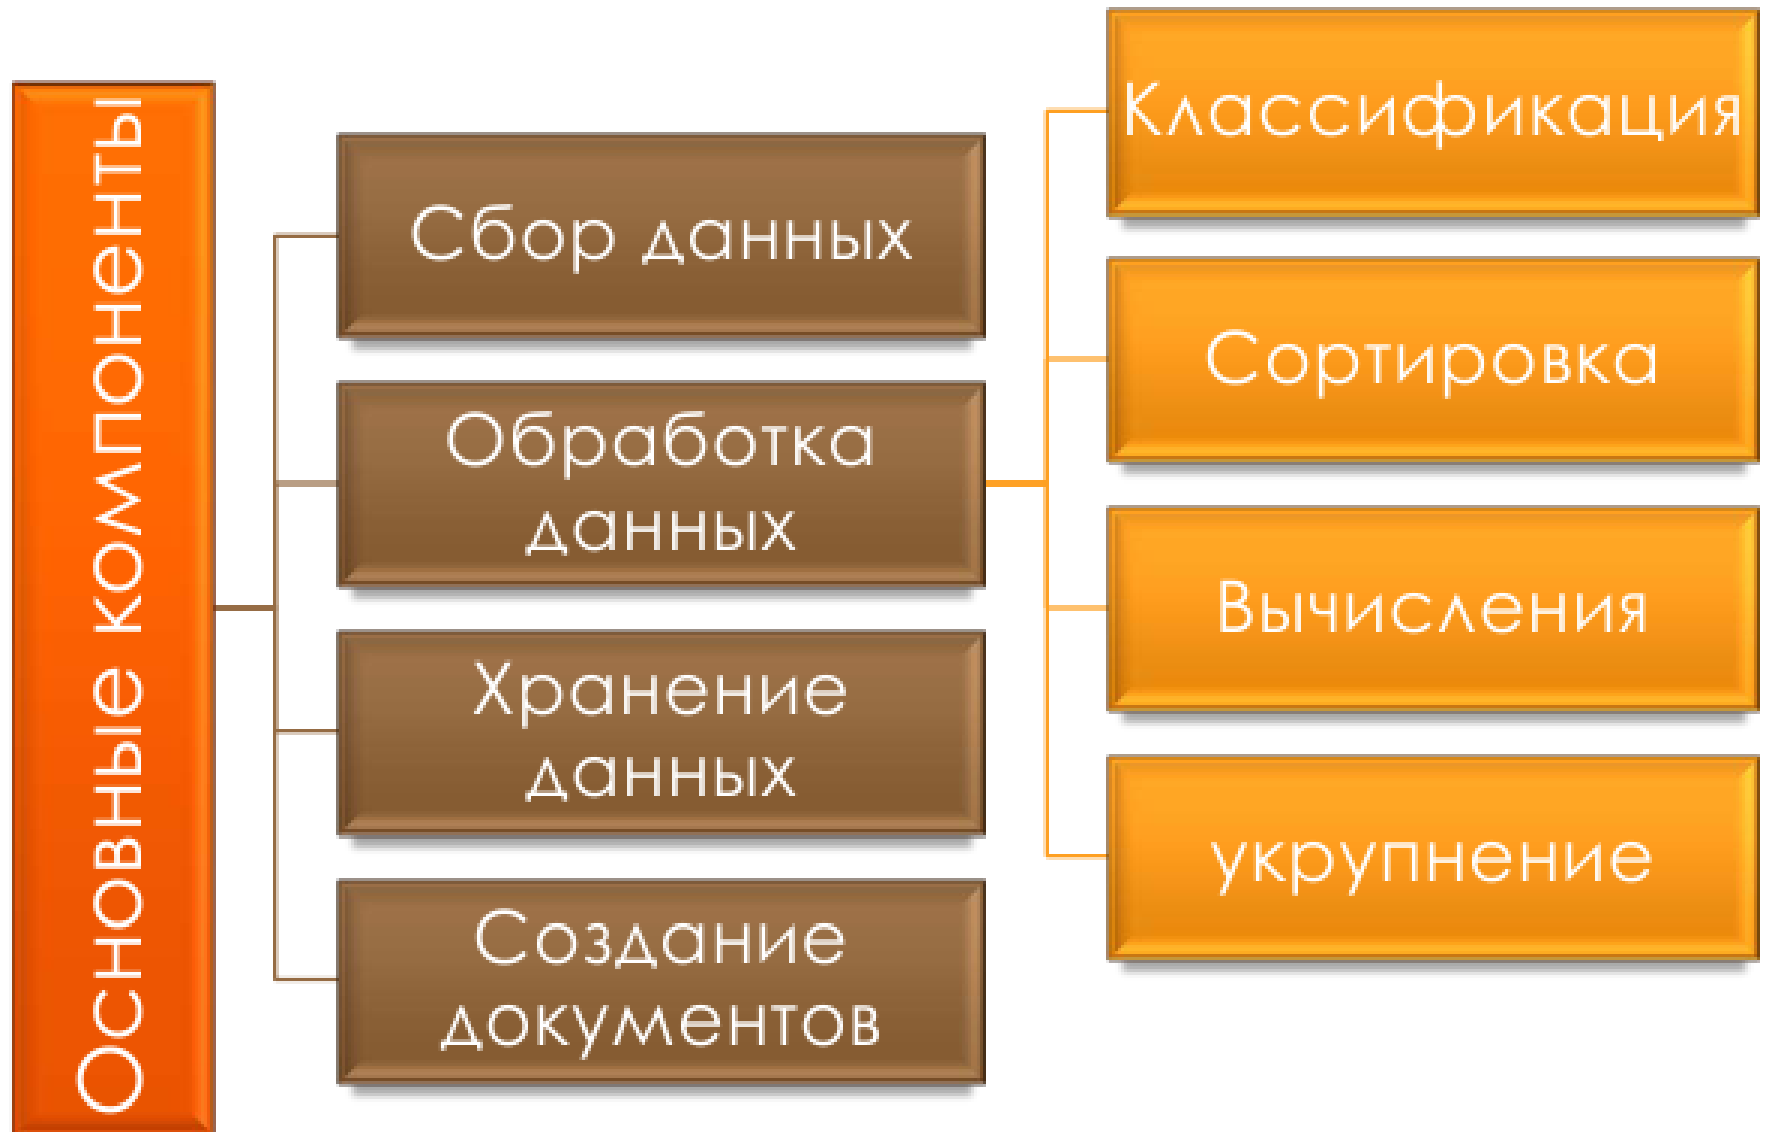 Основные компоненты
Сбор данных
Обработка
данных
Хранение
данных
Создание
документов
Классификация
Сортировка
Вычисления
укрупнение